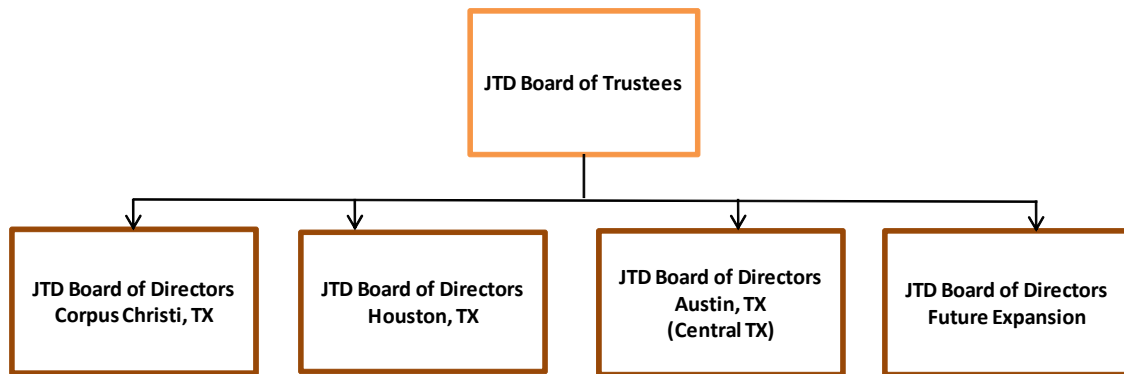 JTD Board of Trustees
JTD Board of Directors
Corpus Christi, TX
JTD Board of Directors
Houston, TX
JTD Board of Directors
Austin, TX
(Central TX)
JTD Board of Directors
Future Expansion